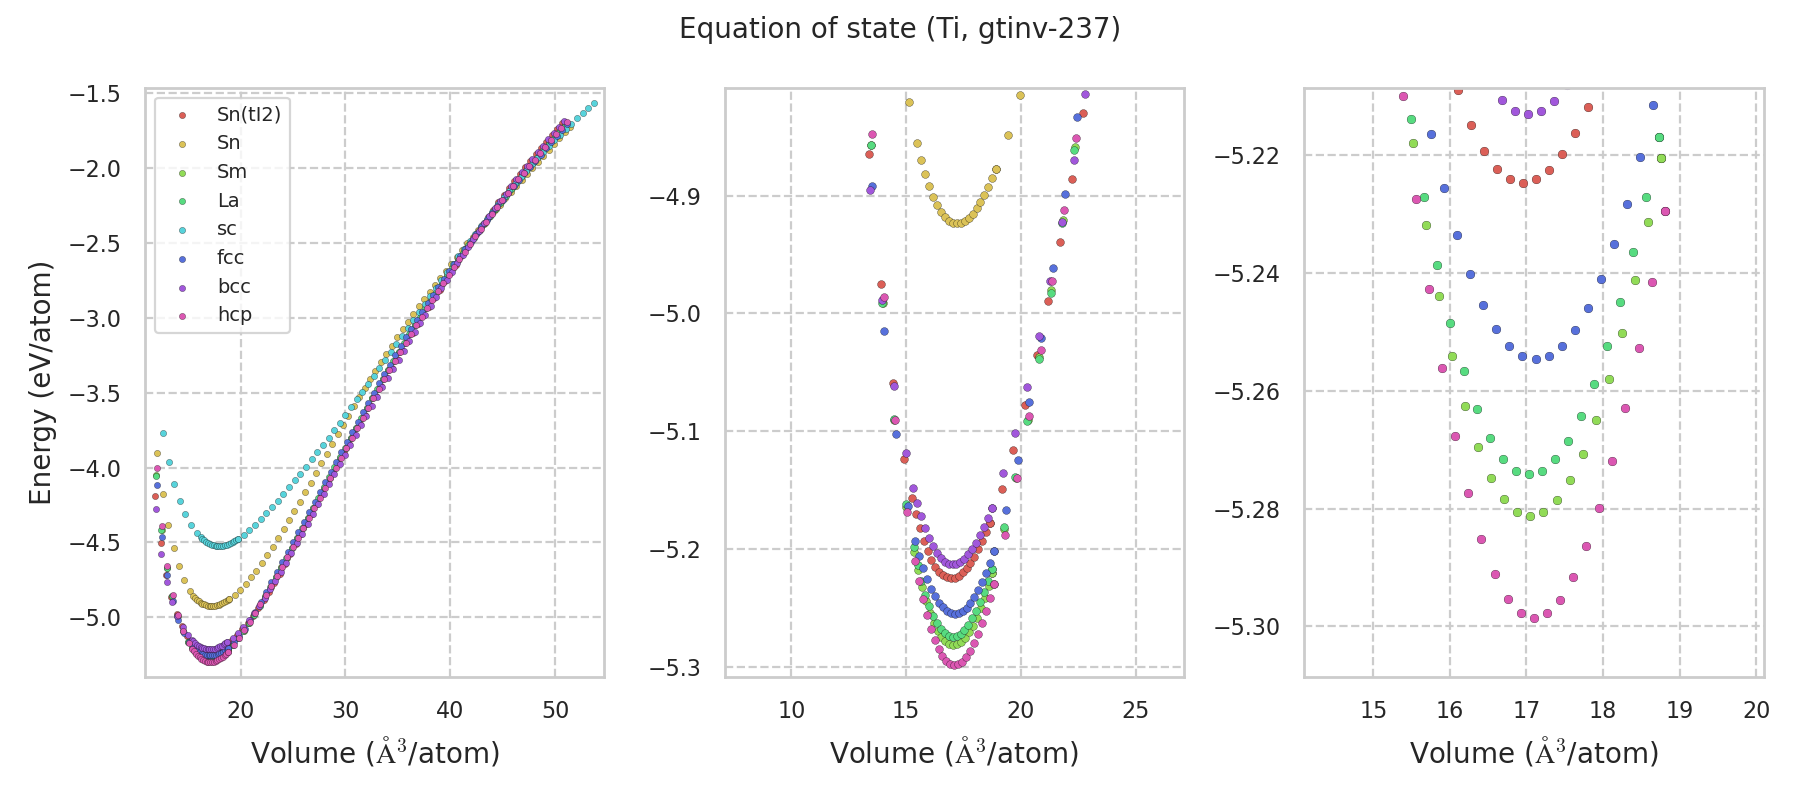 Equation of state (Ti, gtinv-237)
Energy (eV/atom)
−1.5
−2.0
−2.5
−3.0
−3.5
−4.0
−4.5
−5.0
Sn(tI2)
Sn
Sm
La
sc
fcc
bcc
hcp
20 30 40 50
Volume (Å³/atom)
−4.9
−5.0
−5.1
−5.2
−5.3
10 15 20 25
Volume (Å³/atom)
−5.22
−5.24
−5.26
−5.28
−5.30
15 16 17 18 19 20
Volume (Å³/atom)